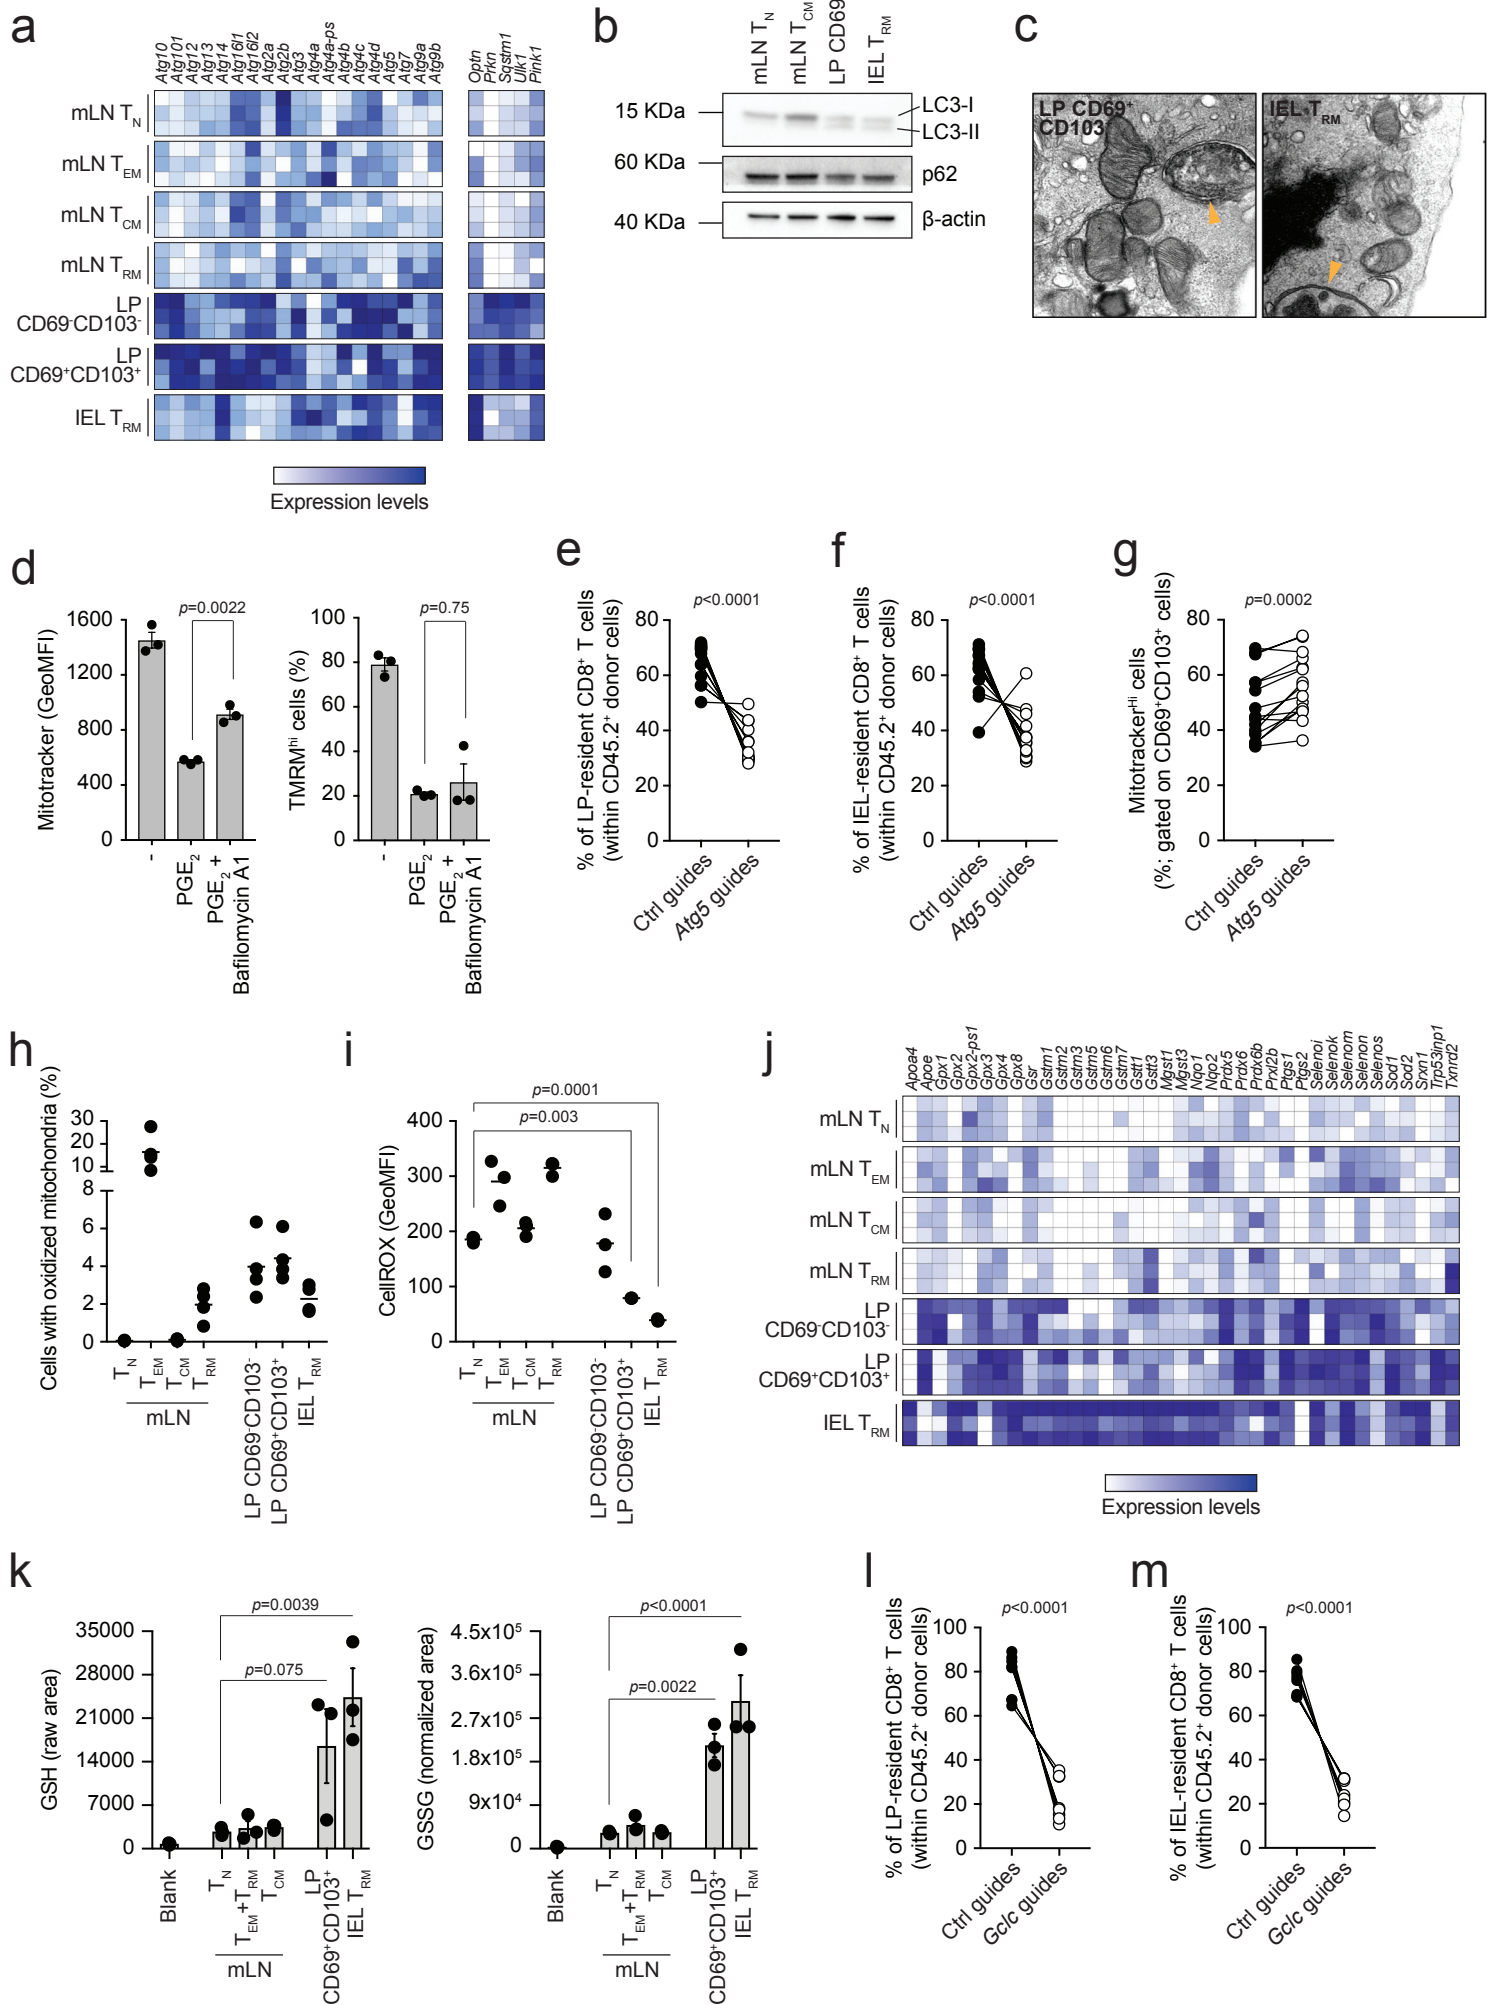 a
Atg10
Atg101
Atg12
Atg13
Atg14
Atg16l1
Atg16l2
Atg2a
Atg2b
Atg3
Atg4a
Atg4a-ps
Atg4b
Atg4c
Atg4d
Atg5
Atg7
Atg9a
Atg9b
Optn
Prkn
Sqstm1
Ulk1
Pink1
mLN TN
mLN TEM
mLN TCM
mLN TRM
LP
CD69-CD103-
LP
CD69+CD103+
IEL TRM
Expression levels
b
mLN TN
mLN TCM
LP CD69
IEL TRM
15 KDa
LC3-I
LC3-II
60 KDa
p62
40 KDa
β-actin
c
LP CD69+
CD103
IEL TRM
d
Mitotracker (GeoMFI)
1600
1200
800
400
0
p=0.0022
-
PGE2
PGE2 +
Bafilomycin A1
TMRMhi cells (%)
100
80
60
40
20
0
p=0.75
-
PGE2
PGE2 +
Bafilomycin A1
e
% of LP-resident CD8+ T cells
(within CD45.2+ donor cells)
80
60
40
20
0
p<0.0001
Ctrl guides
Atg5 guides
f
% of IEL-resident CD8+ T cells
(within CD45.2+ donor cells)
80
60
40
20
0
p<0.0001
Ctrl guides
Atg5 guides
g
MitotrackerHi cells
(%; gated on CD69+CD103+ cells)
80
60
40
20
0
p=0.0002
Ctrl guides
Atg5 guides
h
Cells with oxidized mitochondria (%)
30
20
10
8
6
4
2
0
TN
TEM
TCM
TRM
mLN
LP CD69-CD103-
LP CD69+CD103+
IEL TRM
i
CellROX (GeoMFI)
400
300
200
100
0
p=0.0001
p=0.003
TN
TEM
TCM
TRM
mLN
LP CD69-CD103-
LP CD69+CD103+
IEL TRM
j
Apoa4
Apoe
Gpx1
Gpx2
Gpx2-ps1
Gpx3
Gpx4
Gpx8
Gsr
Gstm1
Gstm2
Gstm3
Gstm5
Gstm6
Gstm7
Gstt1
Gstt3
Mgst1
Mgst3
Nqo1
Nqo2
Prdx5
Prdx6
Prdx6b
Prxl2b
Ptgs1
Ptgs2
Selenoi
Selenok
Selenom
Selenon
Selenos
Sod1
Sod2
Srxn1
Trp53inp1
Txnrd2
mLN TN
mLN TEM
mLN TCM
mLN TRM
LP
CD69-CD103-
LP
CD69+CD103+
IEL TRM
Expression levels
k
GSH (raw area)
35000
28000
21000
14000
7000
0
p=0.0039
p=0.075
Blank
TN
TEM+TRM
TCM
mLN
LP
CD69+CD103+
IEL TRM
GSSG (normalized area)
4.5x10⁵
3.6x10⁵
2.7x10⁵
1.8x10⁵
9x10⁴
0
p<0.0001
p=0.0022
Blank
TN
TEM+TRM
TCM
mLN
LP
CD69+CD103+
IEL TRM
l
% of LP-resident CD8+ T cells
(within CD45.2+ donor cells)
100
80
60
40
20
0
p<0.0001
Ctrl guides
Gclc guides
m
% of IEL-resident CD8+ T cells
(within CD45.2+ donor cells)
100
80
60
40
20
0
p<0.0001
Ctrl guides
Gclc guides